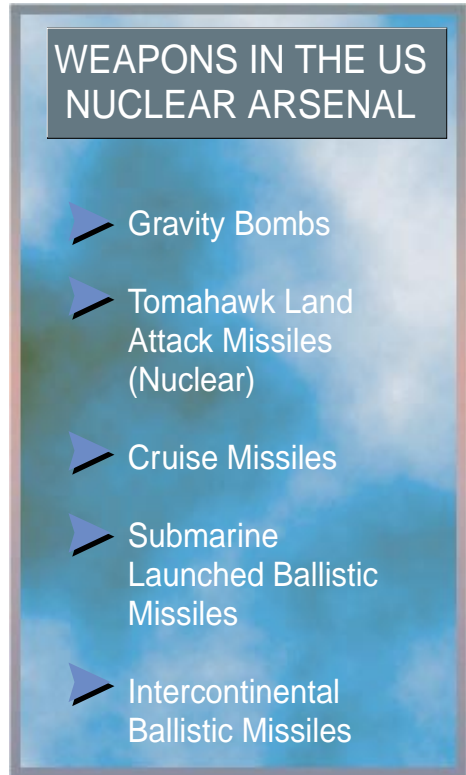 WEAPONS IN THE US
NUCLEAR ARSENAL
Gravity Bombs
Tomahawk Land
Attack Missiles
(Nuclear)
Cruise Missiles
Submarine
Launched Ballistic
Missiles
Intercontinental
Ballistic Missiles